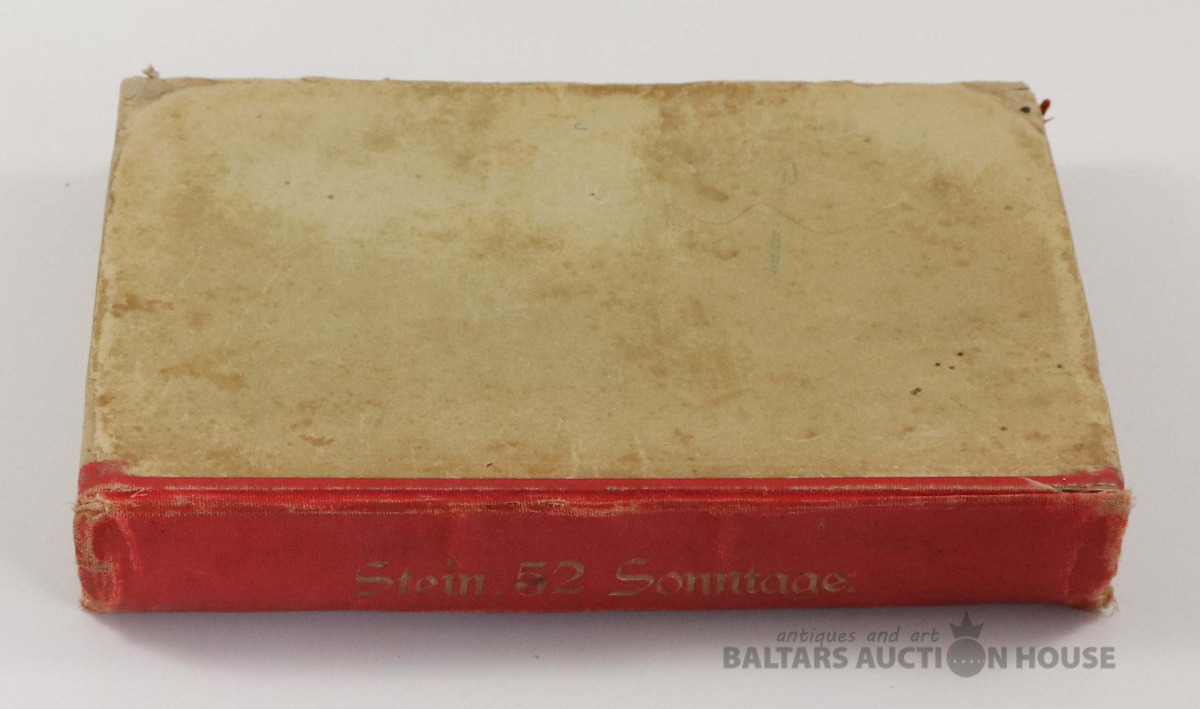 Stein, 52 Sonntage.
antiques and art
BALTARS AUCTION HOUSE